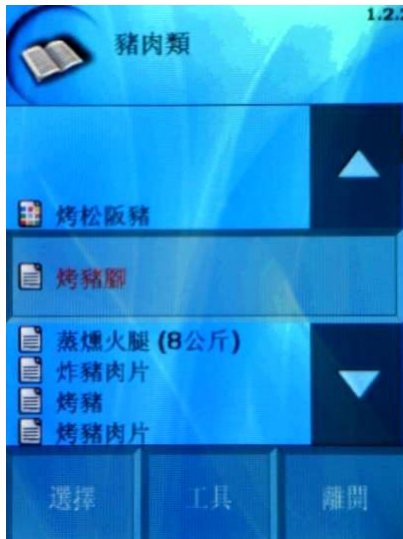 1.2.
豬肉類
烤松阪豬
烤豬腳
蒸燻火腿 (8公斤)
炸豬肉片
烤豬
烤豬肉片
選擇
工具
離開